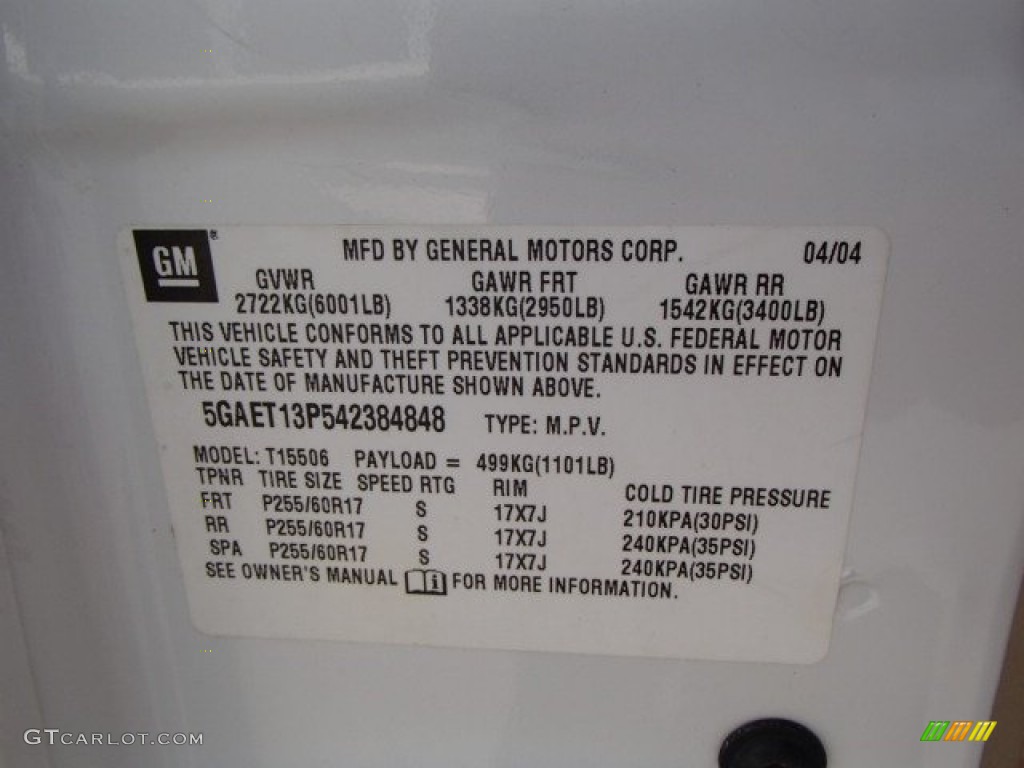 GM ® MFD BY GENERAL MOTORS CORP. 04/04
GVWR GAWR FRT GAWR RR
2722KG(6001LB) 1338KG(2950LB) 1542KG(3400LB)
THIS VEHICLE CONFORMS TO ALL APPLICABLE U.S. FEDERAL MOTOR
VEHICLE SAFETY AND THEFT PREVENTION STANDARDS IN EFFECT ON
THE DATE OF MANUFACTURE SHOWN ABOVE.
5GAET13P542384848 TYPE: M.P.V.
MODEL: T15506 PAYLOAD = 499KG(1101LB)
TPNR TIRE SIZE SPEED RTG RIM COLD TIRE PRESSURE
FRT P255/60R17 S 17X7J 210KPA(30PSI)
RR P255/60R17 S 17X7J 240KPA(35PSI)
SPA P255/60R17 S 17X7J 240KPA(35PSI)
SEE OWNER'S MANUAL i FOR MORE INFORMATION.
GTCARLOT.COM